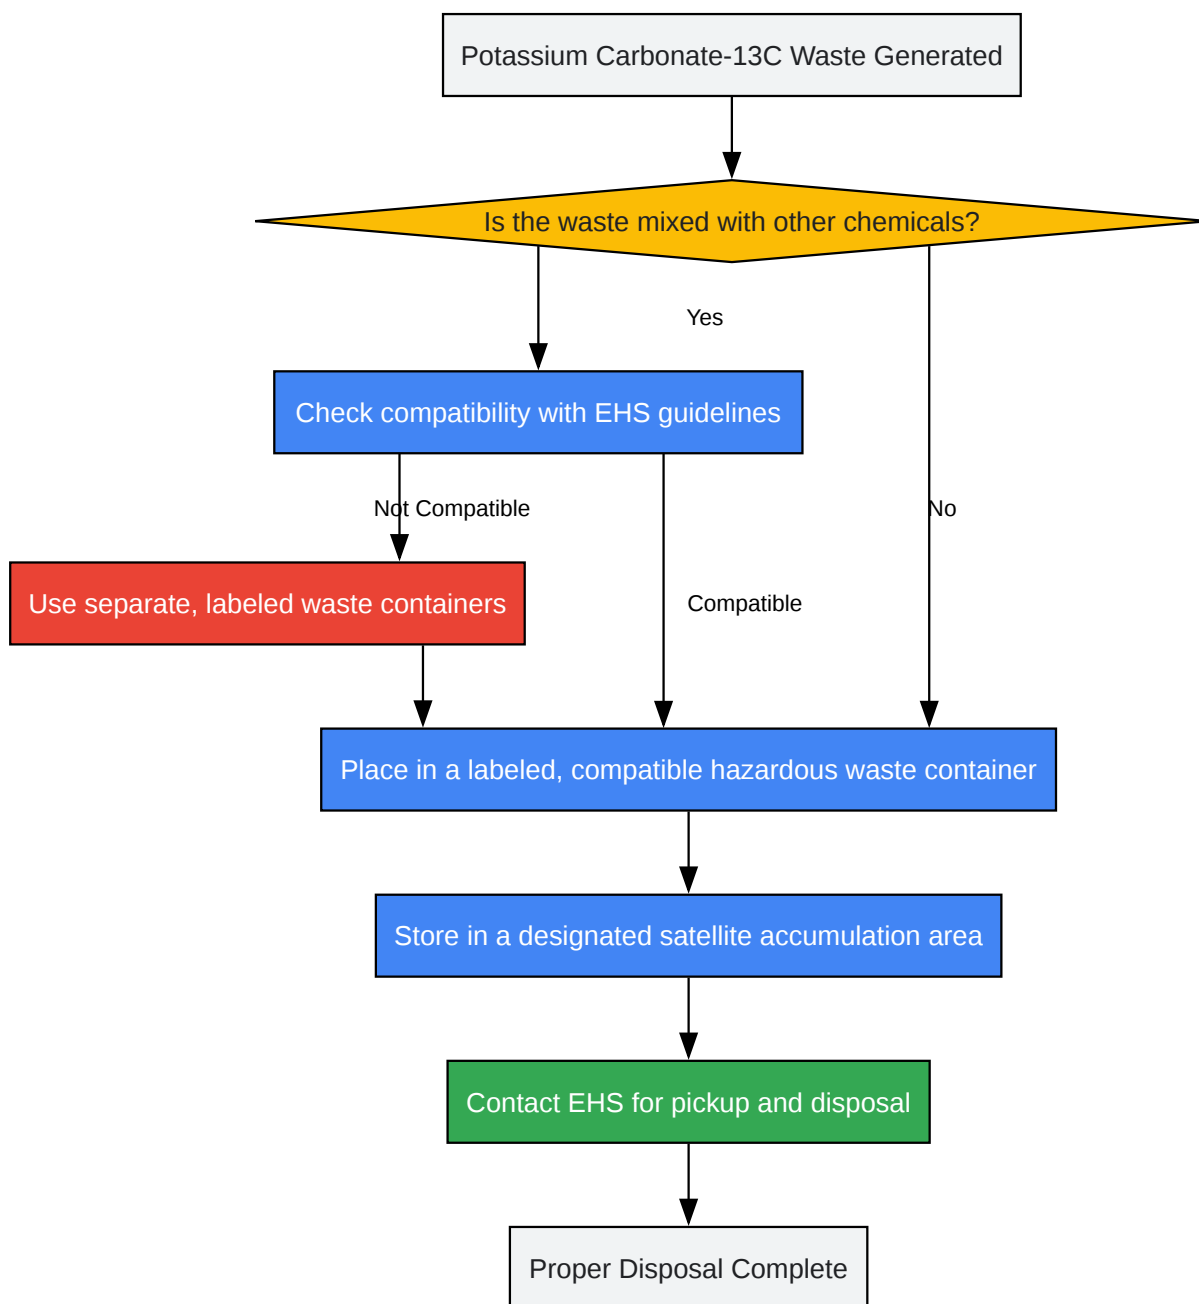 Potassium Carbonate-13C Waste Generated
Is the waste mixed with other chemicals?
Yes
Check compatibility with EHS guidelines
Not Compatible
No
Use separate, labeled waste containers
Compatible
Place in a labeled, compatible hazardous waste container
Store in a designated satellite accumulation area
Contact EHS for pickup and disposal
Proper Disposal Complete